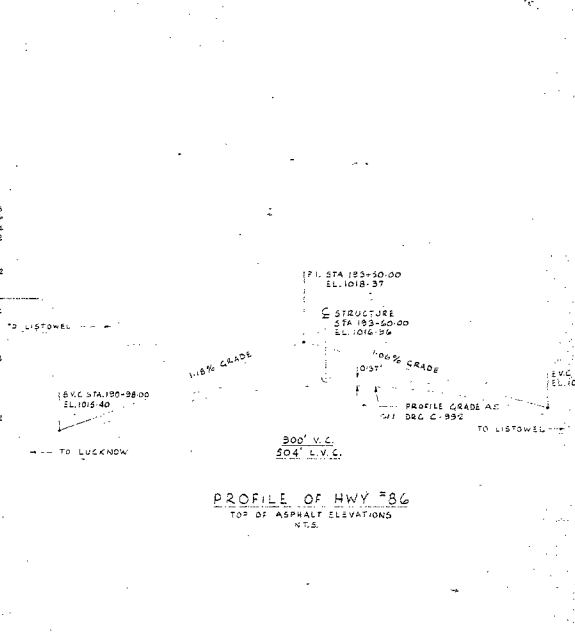 P.I. STA 193+50.00
EL. 1018.37
℄ STRUCTURE
STA 193+60.00
EL. 1016.96
TO LISTOWEL
1.18% GRADE
1.06% GRADE
0.37'
B.V.C. STA. 190+98.00
EL. 1015.40
E.V.C.
EL. 10
PROFILE GRADE AS
DRG C-992
TO LISTOWEL
TO LUCKNOW
300' V.C.
504' L.V.C.
PROFILE OF HWY #86
TOP OF ASPHALT ELEVATIONS
N.T.S.